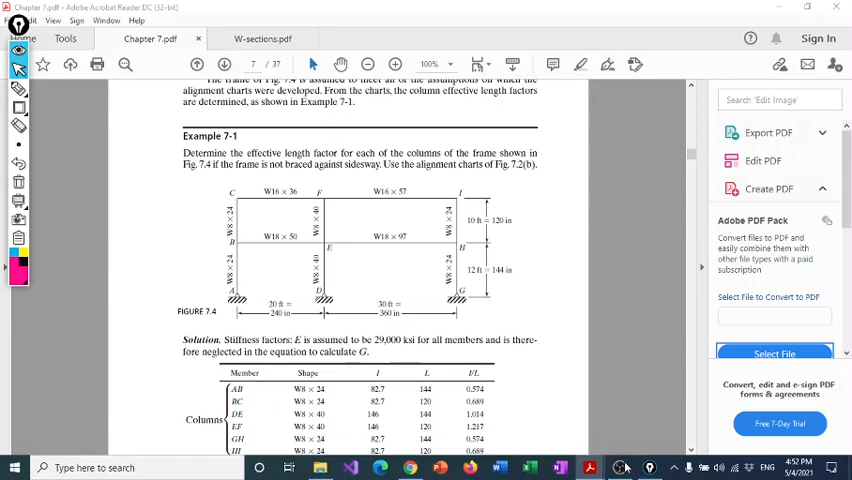 Chapter 7.pdf - Adobe Acrobat Reader DC (32-bit)
View Sign Window Help
Home Tools Chapter 7.pdf × W-sections.pdf Sign In
7 / 37 100%
The frame of Fig. 7.4 is assumed to meet all of the assumptions on which the
alignment charts were developed. From the charts, the column effective length factors
are determined, as shown in Example 7-1.
Example 7-1
Determine the effective length factor for each of the columns of the frame shown in
Fig. 7.4 if the frame is not braced against sidesway. Use the alignment charts of Fig. 7.2(b).
C W16 × 36 F W16 × 57 I
W8 × 24 W8 × 40 W8 × 24 10 ft = 120 in
B W18 × 50 E W18 × 97 H
W8 × 24 W8 × 40 W8 × 24 12 ft = 144 in
A D G
20 ft = 30 ft =
240 in 360 in
FIGURE 7.4
Solution. Stiffness factors: E is assumed to be 29,000 ksi for all members and is there-
fore neglected in the equation to calculate G.
Member Shape I L I/L
AB W8 × 24 82.7 144 0.574
BC W8 × 24 82.7 120 0.689
Columns DE W8 × 40 146 144 1.014
EF W8 × 40 146 120 1.217
GH W8 × 24 82.7 144 0.574
HI W8 × 24 82.7 120 0.689
Search 'Edit Image'
Export PDF
Edit PDF
Create PDF
Adobe PDF Pack
Convert files to PDF and
easily combine them with
other file types with a paid
subscription
Select File to Convert to PDF
Select File
Convert, edit and e-sign PDF
forms & agreements
Free 7-Day Trial
Type here to search
ENG
4:52 PM
5/4/2021